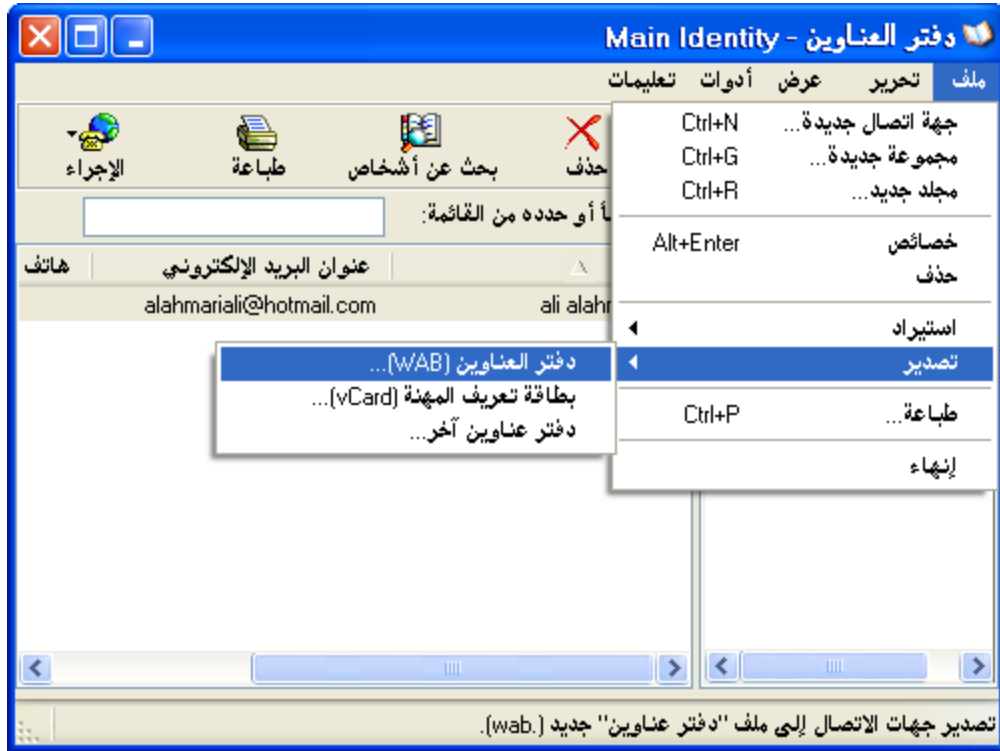 دفتر العناوين - Main Identity
ملف تحرير عرض أدوات تعليمات
حذف بحث عن أشخاص طباعة الإجراء
أو حدده من القائمة:
عنوان البريد الإلكتروني هاتف
ali alahm alahmariali@hotmail.com
جهة اتصال جديدة... Ctrl+N
مجموعة جديدة... Ctrl+G
مجلد جديد... Ctrl+R
خصائص Alt+Enter
حذف
استيراد
تصدير
طباعة... Ctrl+P
إنهاء
دفتر العناوين (WAB)...
بطاقة تعريف المهنة (vCard)...
دفتر عناوين آخر...
تصدير جهات الاتصال إلى ملف "دفتر عناوين" جديد (.wab).